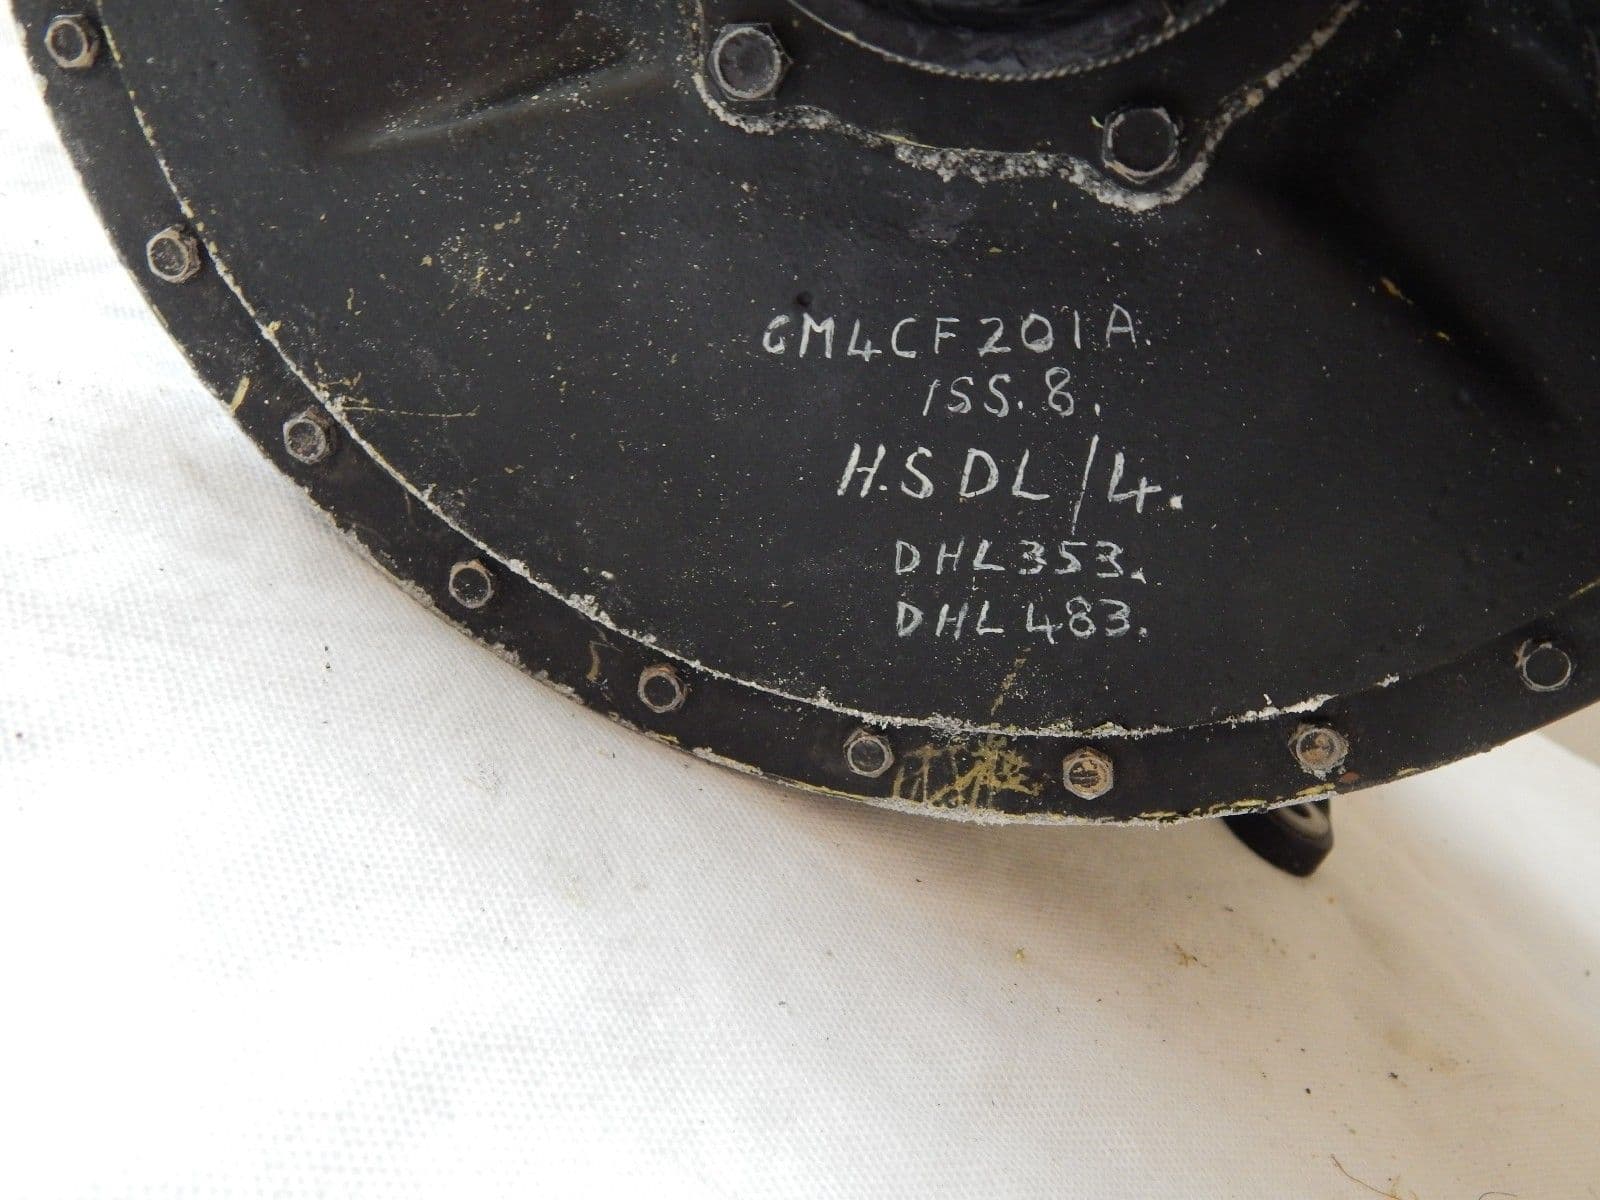 GM4CF201A.
ISS. 8.
H.SDL/4.
DHL353.
DHL483.